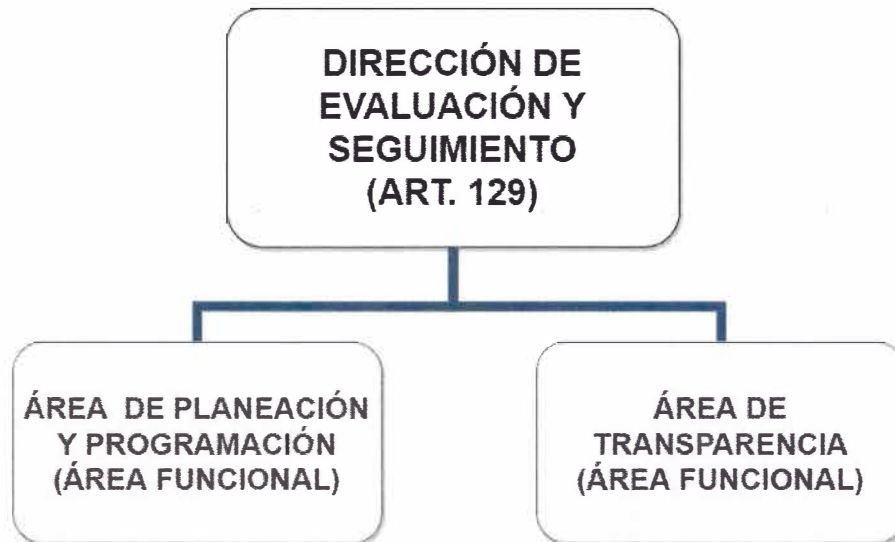 DIRECCIÓN DE
EVALUACIÓN Y
SEGUIMIENTO
(ART. 129)
ÁREA DE PLANEACIÓN
Y PROGRAMACIÓN
(ÁREA FUNCIONAL)
ÁREA DE
TRANSPARENCIA
(ÁREA FUNCIONAL)